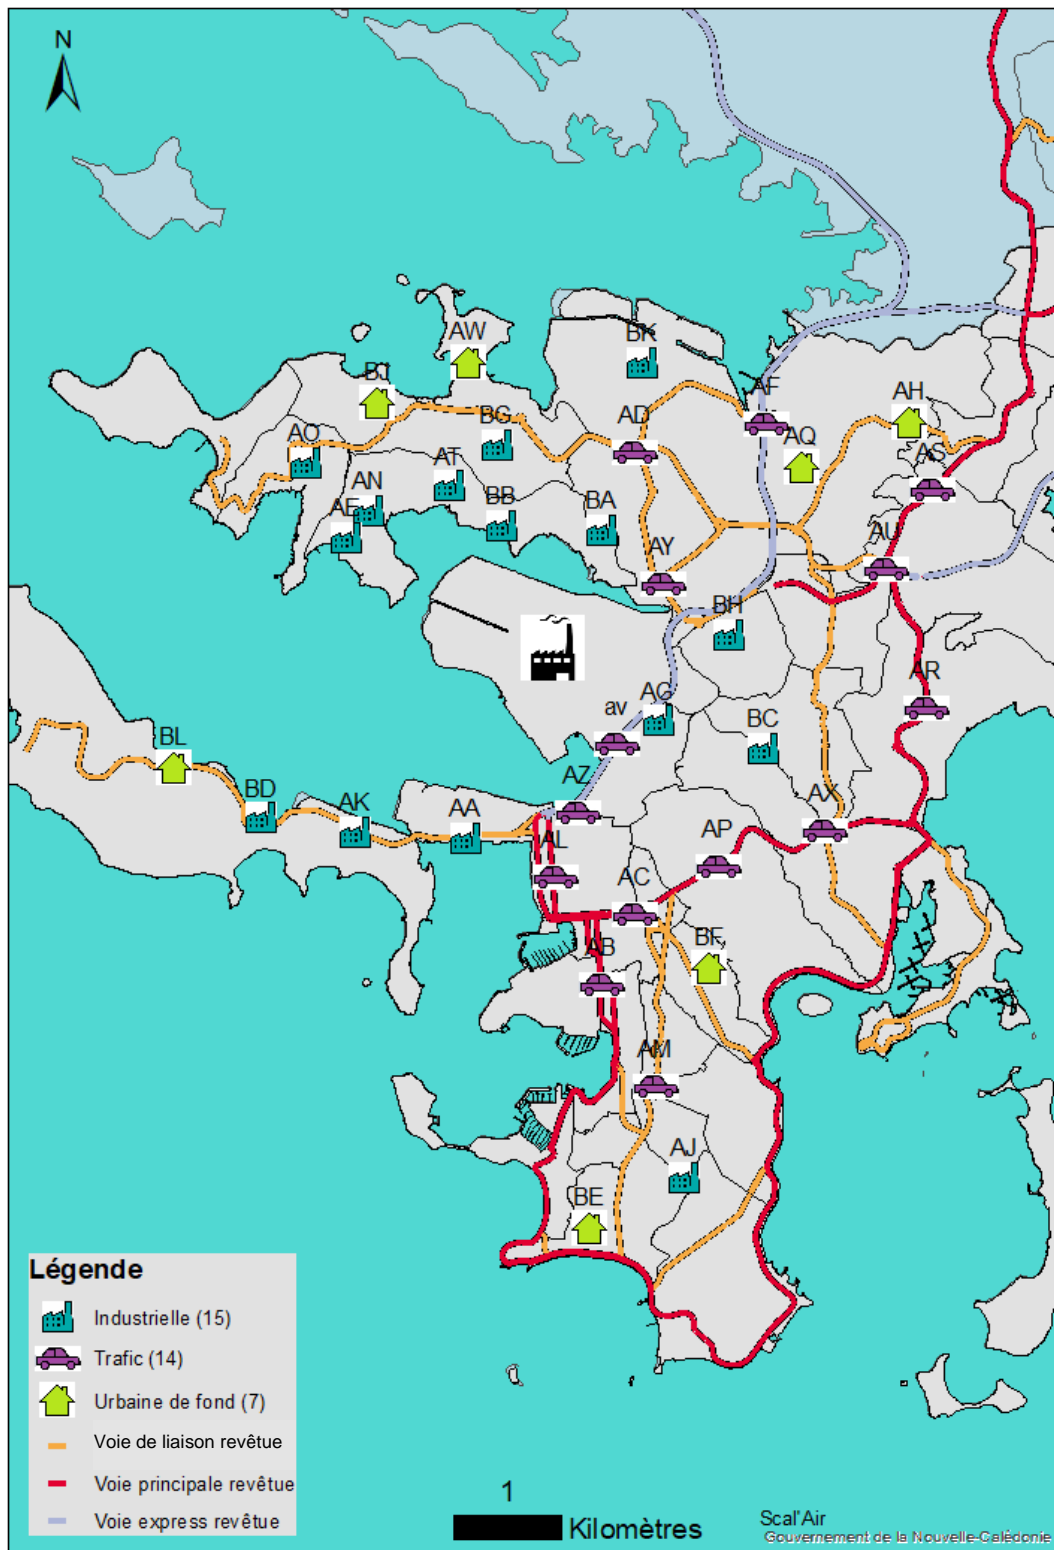 N
AW
BK
BJ
AF
AH
BG
AD
AO
AQ
AT
AS
AN
BB
BA
AE
AU
AY
BH
AR
AG
av
BC
BL
AZ
BD
AK
AA
AX
AP
AL
AC
BF
AB
AM
AJ
BE
Légende
Industrielle (15)
Trafic (14)
Urbaine de fond (7)
Voie de liaison revêtue
Voie principale revêtue
Voie express revêtue
1
Kilomètres
Scal'Air
Gouvernement de la Nouvelle-Calédonie